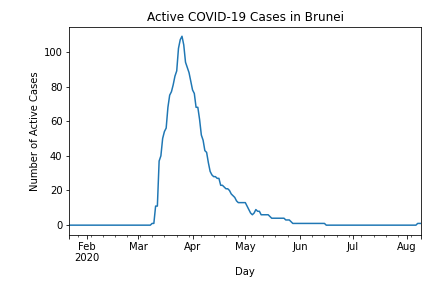 Active COVID-19 Cases in Brunei
100
80
60
40
20
0
Number of Active Cases
Feb Mar Apr May Jun Jul Aug
2020
Day